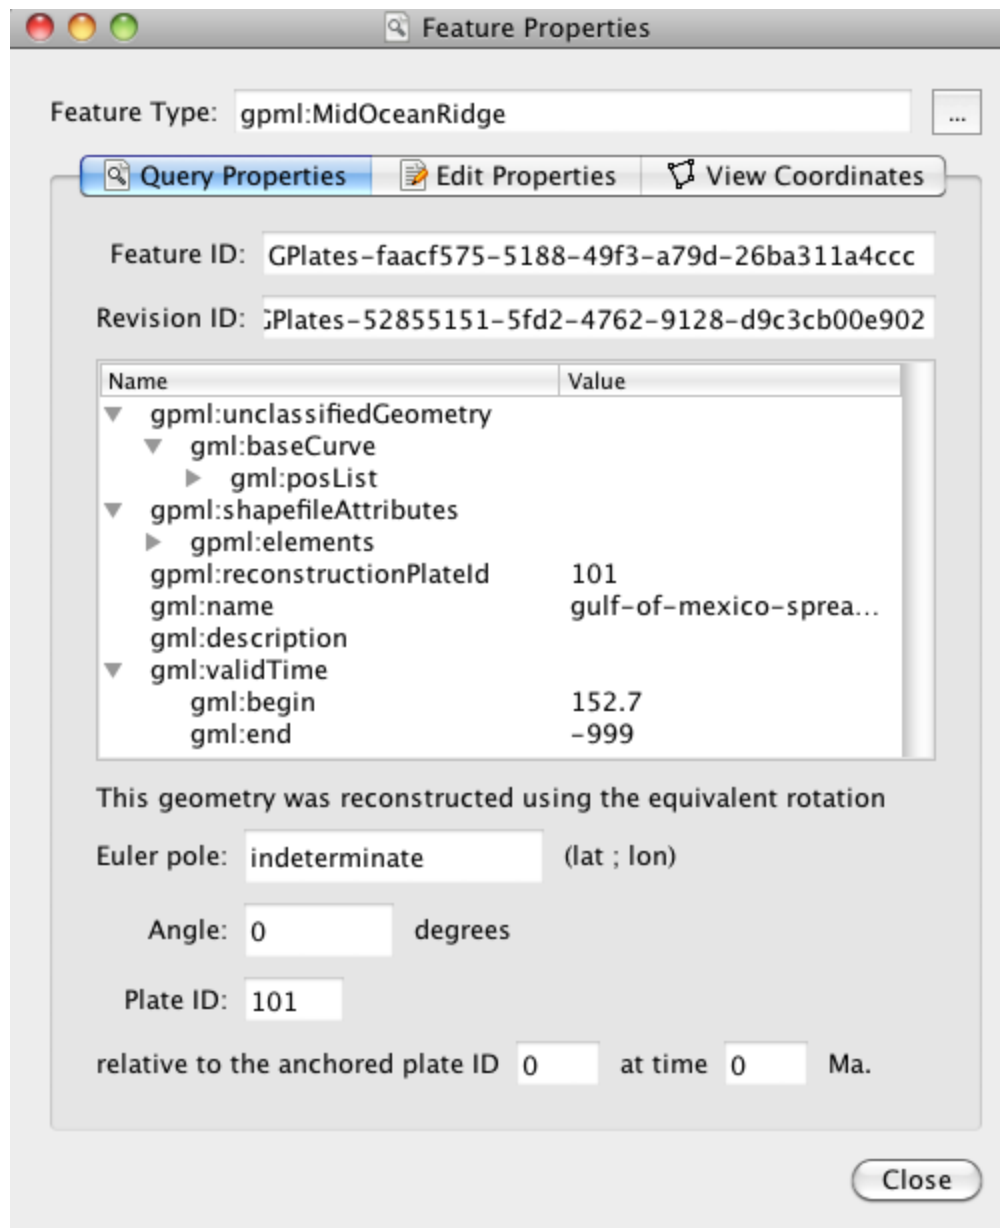 Feature Properties
Feature Type: gpml:MidOceanRidge ...
Query Properties Edit Properties View Coordinates
Feature ID: GPlates-faacf575-5188-49f3-a79d-26ba311a4ccc
Revision ID: GPlates-52855151-5fd2-4762-9128-d9c3cb00e902
Name Value
gpml:unclassifiedGeometry
gml:baseCurve
gml:posList
gpml:shapefileAttributes
gpml:elements
gpml:reconstructionPlateId 101
gml:name gulf-of-mexico-sprea...
gml:description
gml:validTime
gml:begin 152.7
gml:end -999
This geometry was reconstructed using the equivalent rotation
Euler pole: indeterminate (lat ; lon)
Angle: 0 degrees
Plate ID: 101
relative to the anchored plate ID 0 at time 0 Ma.
Close